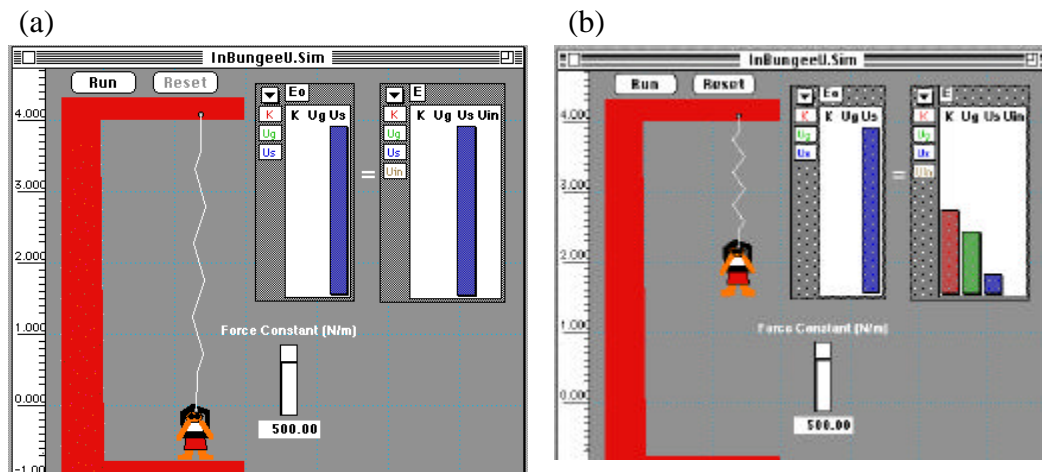 (a)
InBungeeU.Sim
Run Reset
Eo E
K K Ug Us K K Ug Us Uin
Ug Ug
Us Us
Uin
=
4.000
3.000
2.000
1.000
0.000
-1.00
Force Constant (N/m)
500.00
(b)
InBungeeU.Sim
Run Reset
Eo E
K K Ug Us K K Ug Us Uin
Ug Ug
Us Us
Uin
=
4.000
3.000
2.000
1.000
0.000
Force Constant (N/m)
500.00